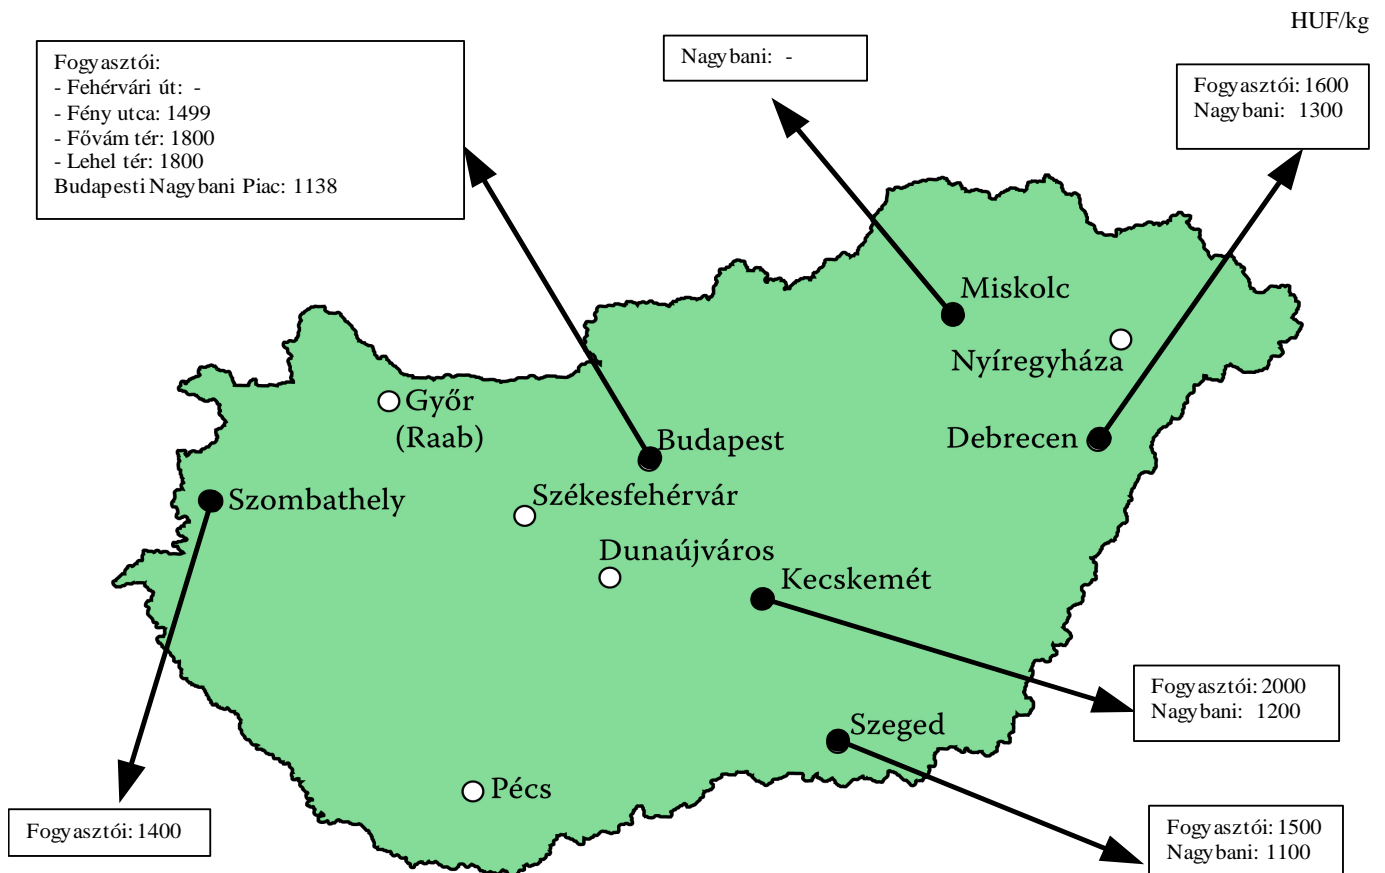 HUF/kg
Fogyasztói:
- Fehérvári út: -
- Fény utca: 1499
- Fővám tér: 1800
- Lehel tér: 1800
Budapesti Nagybani Piac: 1138
Nagybani: -
Fogyasztói: 1600
Nagybani: 1300
Miskolc
Nyíregyháza
Győr
(Raab)
Budapest
Debrecen
Szombathely
Székesfehérvár
Dunaújváros
Kecskemét
Fogyasztói: 2000
Nagybani: 1200
Szeged
Pécs
Fogyasztói: 1400
Fogyasztói: 1500
Nagybani: 1100